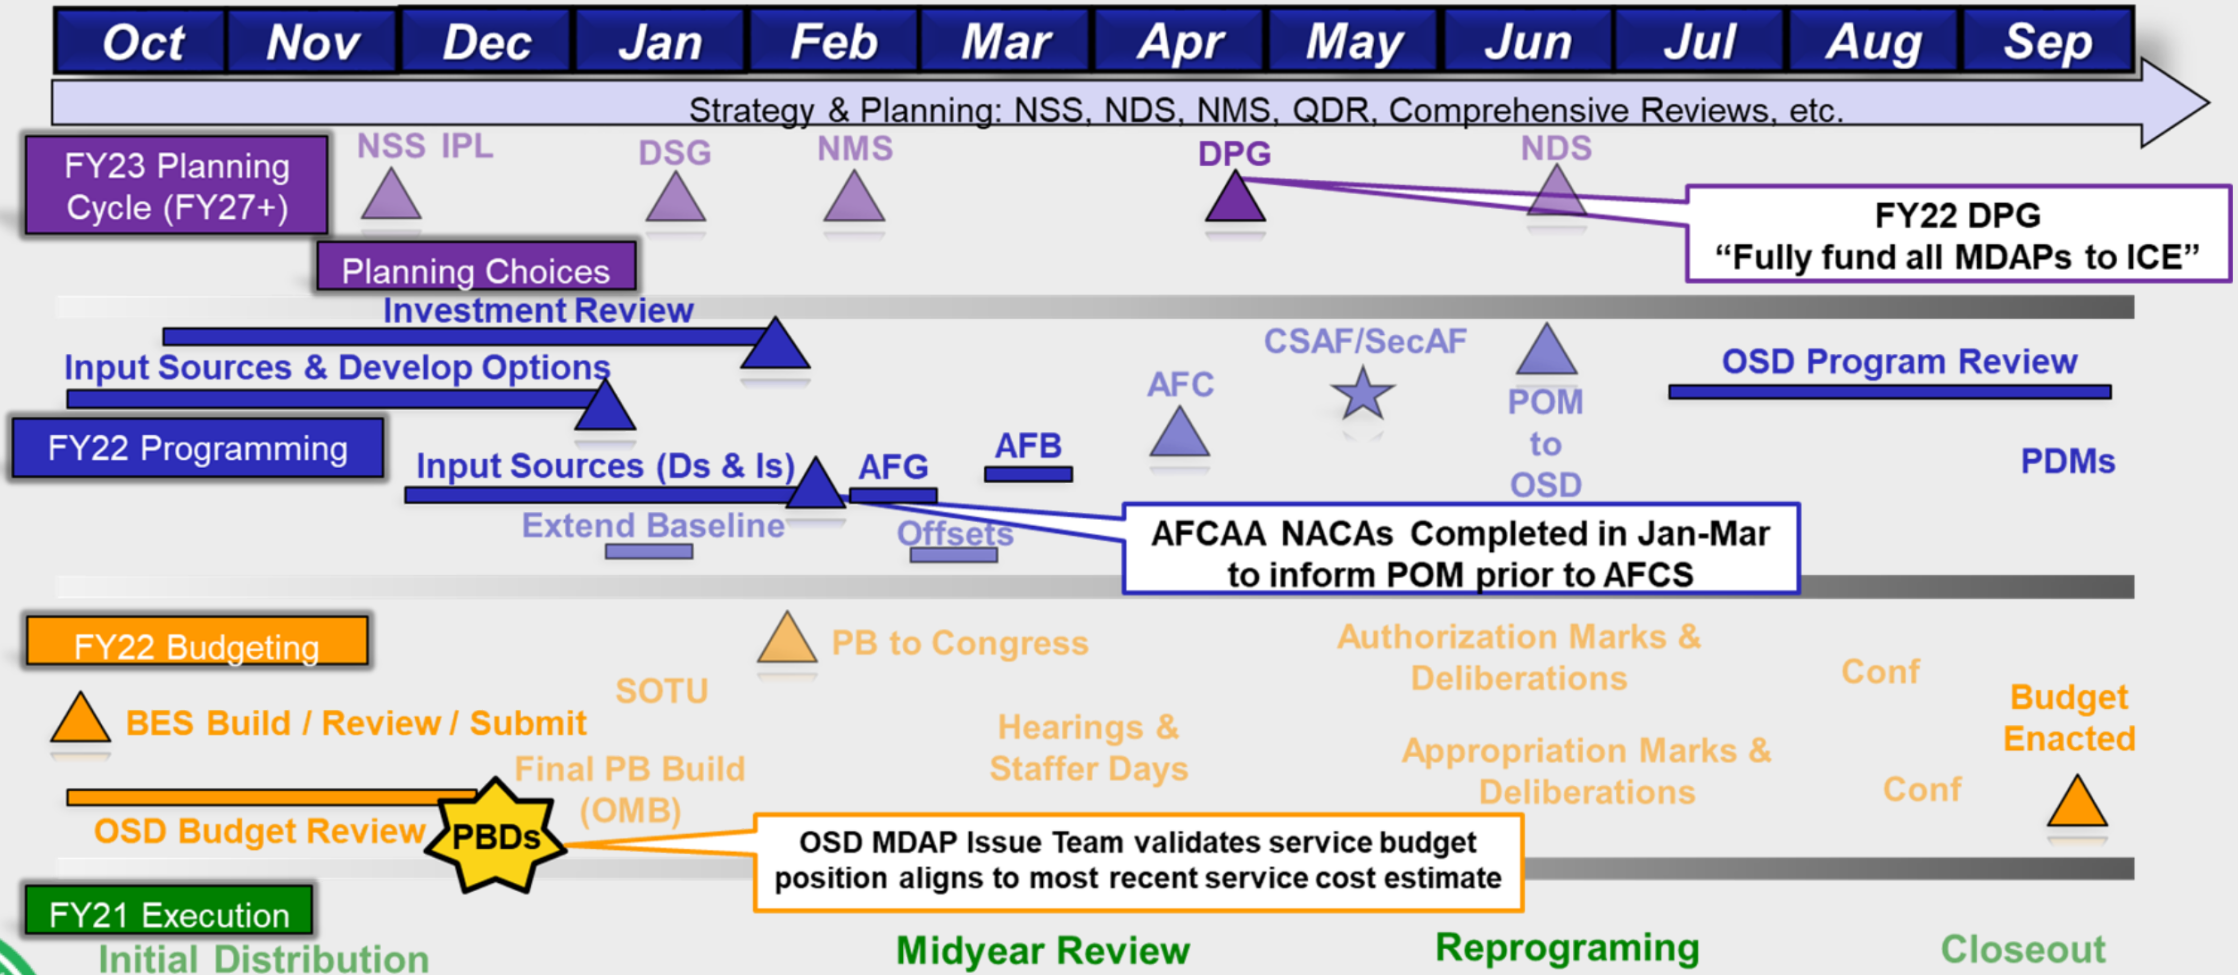 Oct Nov Dec Jan Feb Mar Apr May Jun Jul Aug Sep
Strategy & Planning: NSS, NDS, NMS, QDR, Comprehensive Reviews, etc.
FY23 Planning
Cycle (FY27+)
NSS IPL
DSG
NMS
DPG
NDS
FY22 DPG
“Fully fund all MDAPs to ICE”
Planning Choices
Investment Review
Input Sources & Develop Options
FY22 Programming
Input Sources (Ds & Is)
AFG
AFB
AFC
CSAF/SecAF
POM
to
OSD
OSD Program Review
PDMs
Extend Baseline
Offsets
AFCAA NACAs Completed in Jan-Mar
to inform POM prior to AFCS
FY22 Budgeting
PB to Congress
Authorization Marks &
Deliberations
Conf
SOTU
BES Build / Review / Submit
Hearings &
Staffer Days
Budget
Enacted
Final PB Build
(OMB)
Appropriation Marks &
Deliberations
Conf
OSD Budget Review
PBDs
OSD MDAP Issue Team validates service budget
position aligns to most recent service cost estimate
FY21 Execution
Initial Distribution
Midyear Review
Reprograming
Closeout